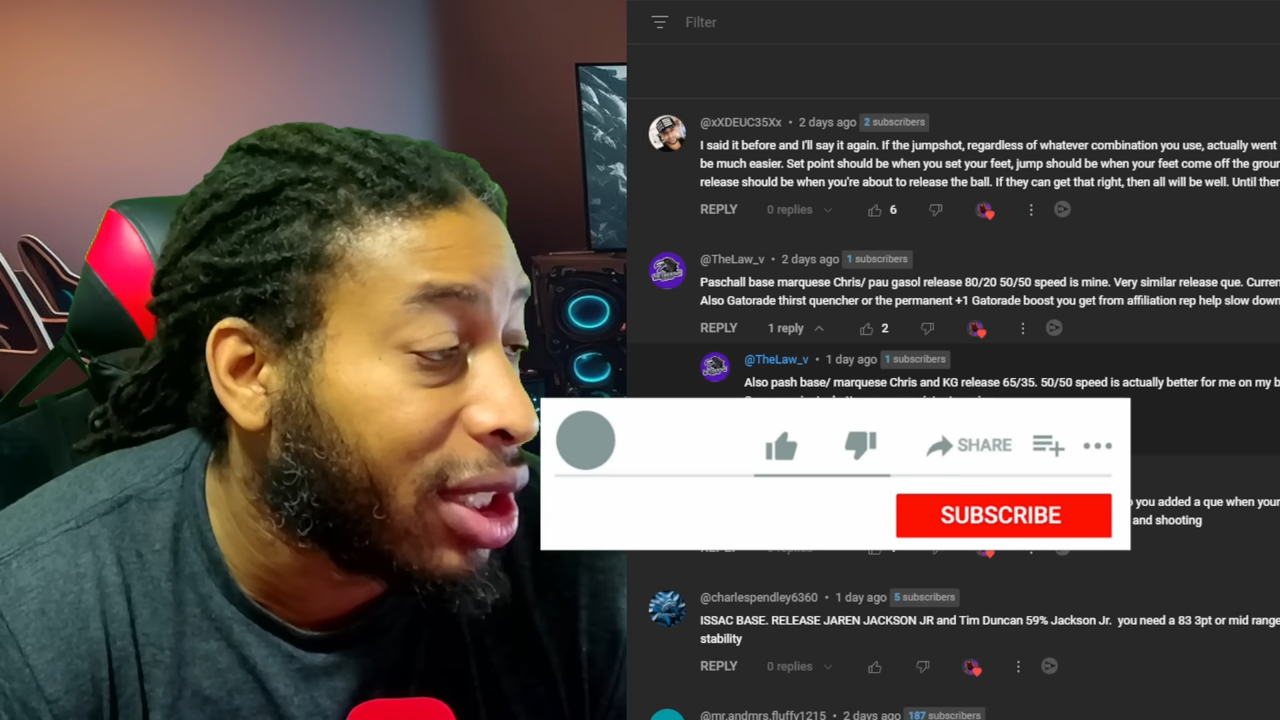 Filter
@xXDEUC35Xx • 2 days ago 2 subscribers
I said it before and I'll say it again. If the jumpshot, regardless of whatever combination you use, actually went
be much easier. Set point should be when you set your feet, jump should be when your feet come off the groun
release should be when you're about to release the ball. If they can get that right, then all will be well. Until ther
REPLY 0 replies 6
@TheLaw_v • 2 days ago 1 subscribers
Paschall base marquese Chris/ pau gasol release 80/20 50/50 speed is mine. Very similar release que. Curren
Also Gatorade thirst quencher or the permanent +1 Gatorade boost you get from affiliation rep help slow down
REPLY 1 reply 2
@TheLaw_v • 1 day ago 1 subscribers
Also pash base/ marquese Chris and KG release 65/35. 50/50 speed is actually better for me on my b
SHARE
SUBSCRIBE
you added a que when your
and shooting
@charlespendley6360 • 1 day ago 5 subscribers
ISSAC BASE. RELEASE JAREN JACKSON JR and Tim Duncan 59% Jackson Jr. you need a 83 3pt or mid range
stability
REPLY 0 replies
@mr.andmrs.fluffy1215 • 2 days ago 187 subscribers